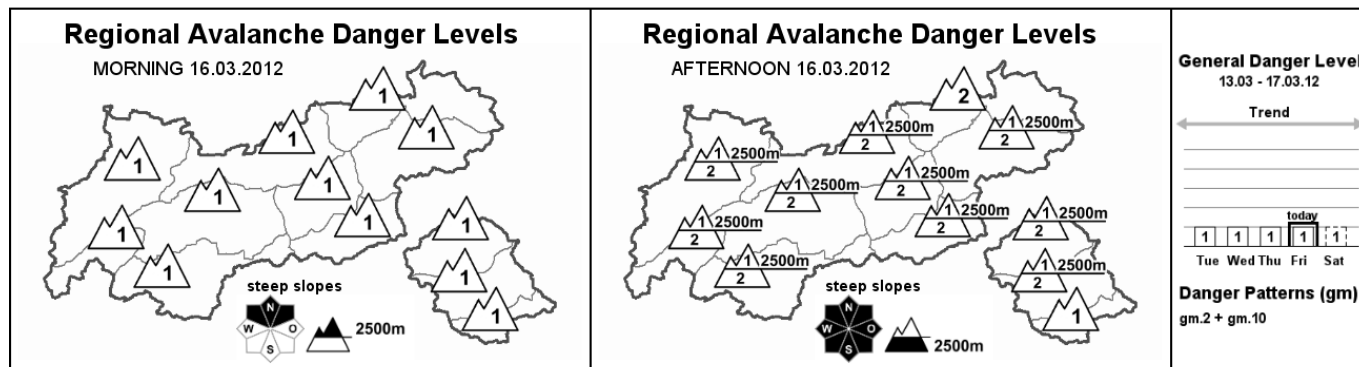 Regional Avalanche Danger Levels
MORNING 16.03.2012
1
1
1
1
1
1
1
1
1
1
1
1
steep slopes
N
W O
S
2500m
Regional Avalanche Danger Levels
AFTERNOON 16.03.2012
2
1 2500m
2
1 2500m
2
1 2500m
2
1 2500m
2
1 2500m
2
1 2500m
2
1 2500m
2
1 2500m
2
1 2500m
2
1 2500m
2
1
steep slopes
N
W O
S
2500m
General Danger Level
13.03 - 17.03.12
Trend
today
1 1 1 1 1
Tue Wed Thu Fri Sat
Danger Patterns (gm)
gm.2 + gm.10